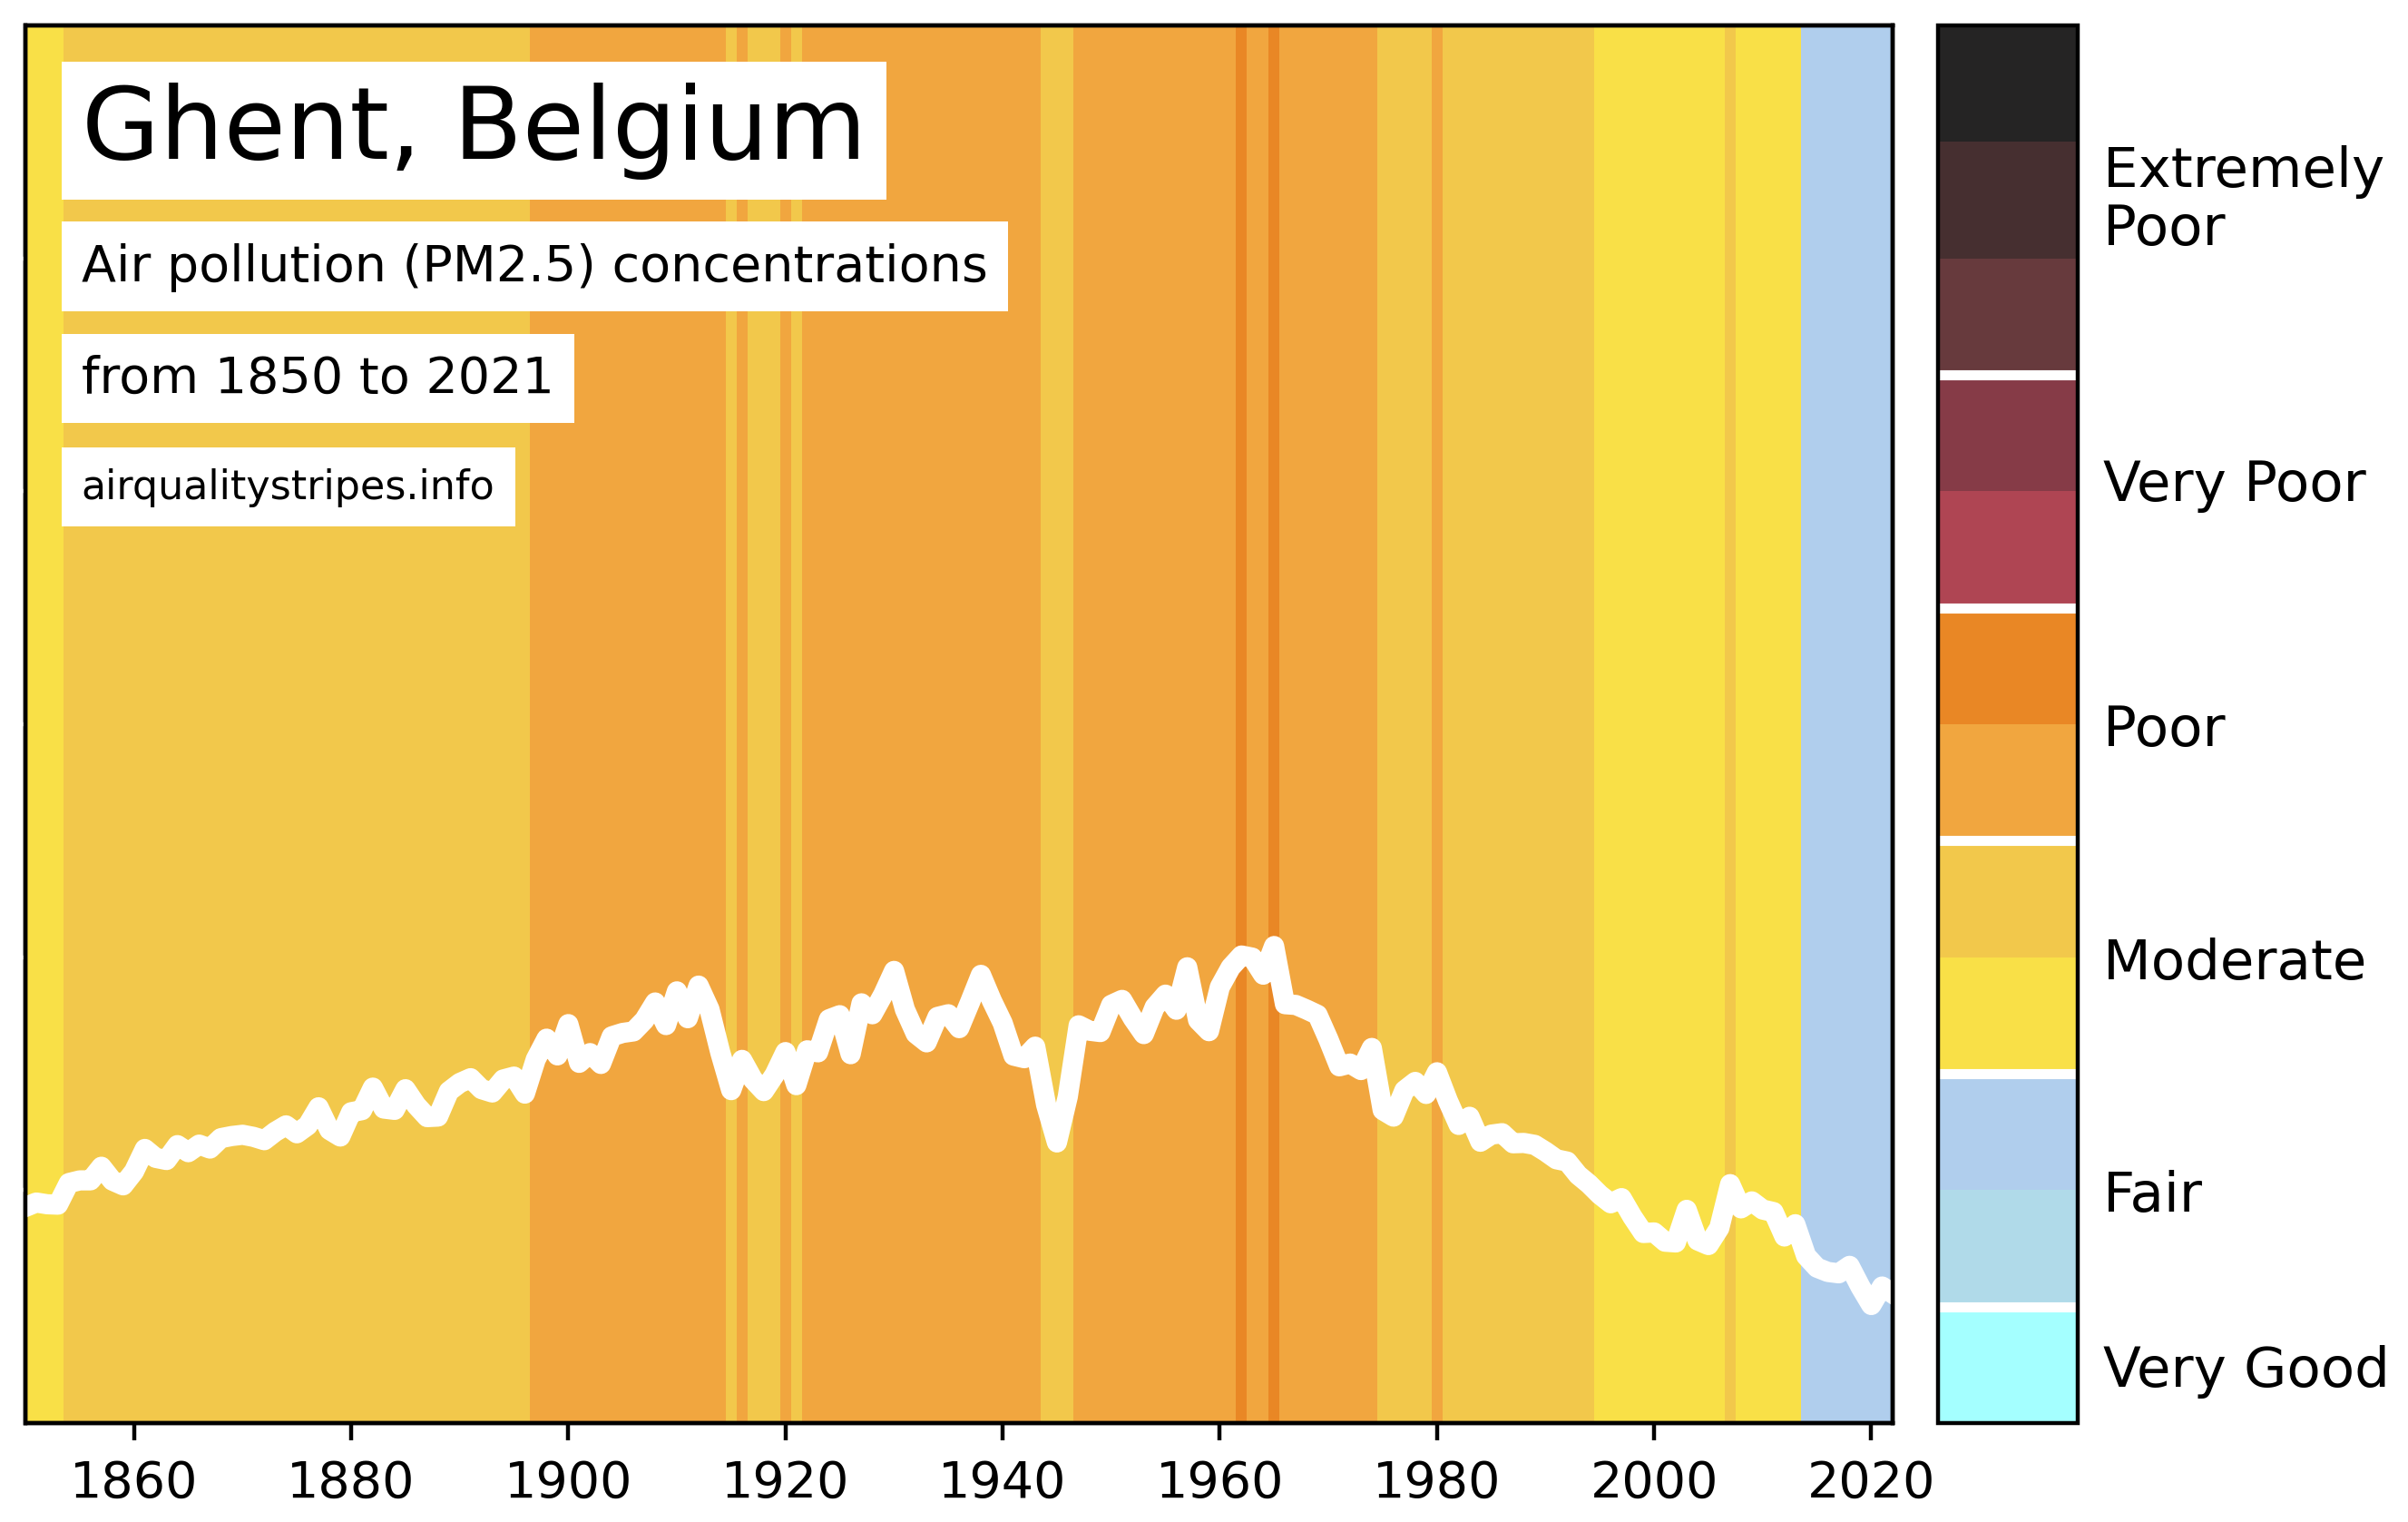 Ghent, Belgium
Air pollution (PM2.5) concentrations
from 1850 to 2021
airqualitystripes.info
Extremely
Poor
Very Poor
Poor
Moderate
Fair
Very Good
1860 1880 1900 1920 1940 1960 1980 2000 2020